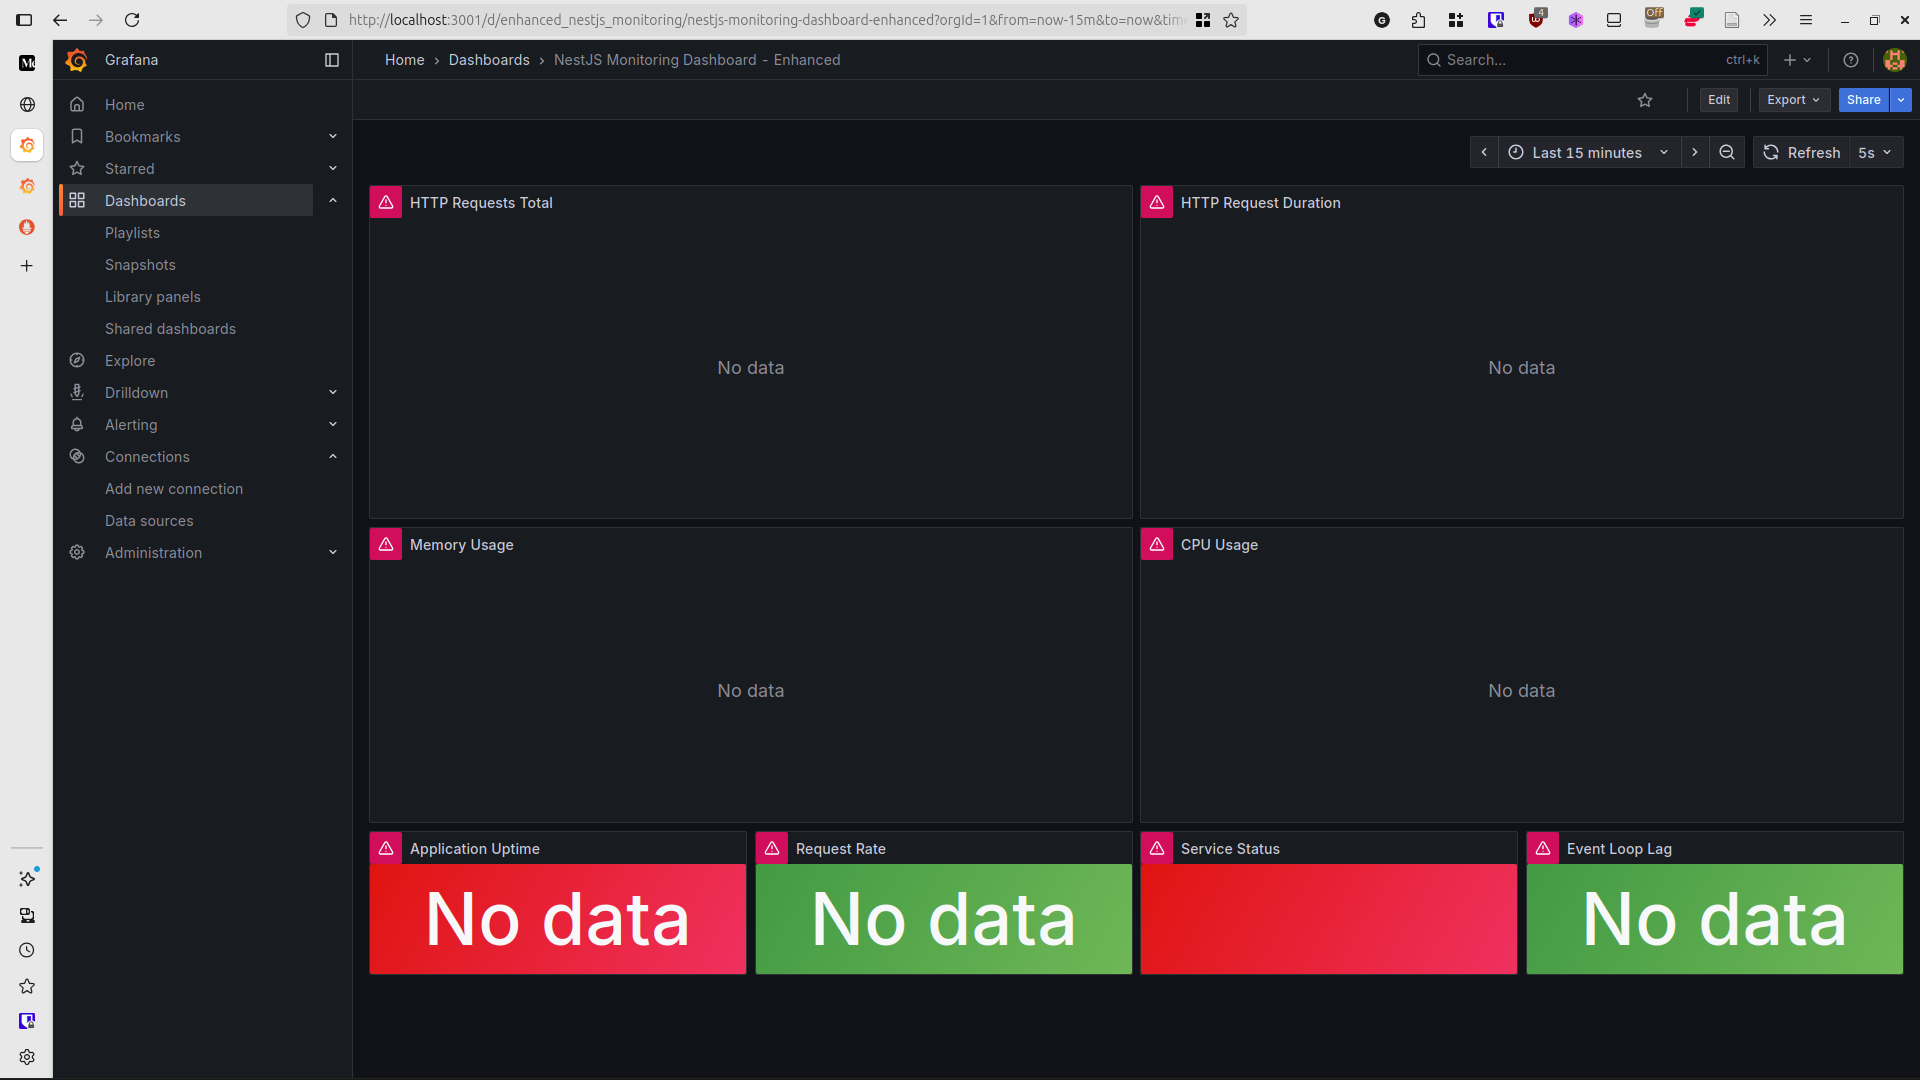 http://localhost:3001/d/enhanced_nestjs_monitoring/nestjs-monitoring-dashboard-enhanced?orgId=1&from=now-15m&to=now&tim
4
Off
Grafana
Home › Dashboards › NestJS Monitoring Dashboard - Enhanced
Search...
ctrl+k
Edit
Export
Share
Home
Bookmarks
Starred
Dashboards
Playlists
Snapshots
Library panels
Shared dashboards
Explore
Drilldown
Alerting
Connections
Add new connection
Data sources
Administration
Last 15 minutes
Refresh
5s
HTTP Requests Total
No data
HTTP Request Duration
No data
Memory Usage
No data
CPU Usage
No data
Application Uptime
No data
Request Rate
No data
Service Status
Event Loop Lag
No data